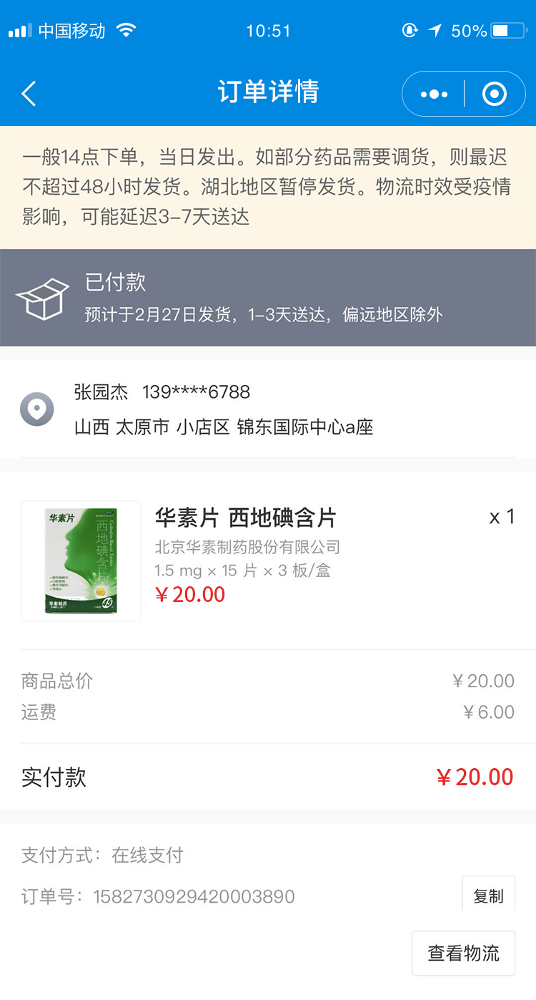 中国移动
10:51
50%
订单详情
一般14点下单，当日发出。如部分药品需要调货，则最迟
不超过48小时发货。湖北地区暂停发货。物流时效受疫情
影响，可能延迟3-7天送达
已付款
预计于2月27日发货，1-3天送达，偏远地区除外
张园杰 139****6788
山西 太原市 小店区 锦东国际中心a座
华素片
西地碘含片
Cydiodine Buccal Tablets
华素制药
45
华素片 西地碘含片
x 1
北京华素制药股份有限公司
1.5 mg × 15 片 × 3 板/盒
¥20.00
商品总价
¥20.00
运费
¥6.00
实付款
¥20.00
支付方式：在线支付
订单号：1582730929420003890
复制
查看物流